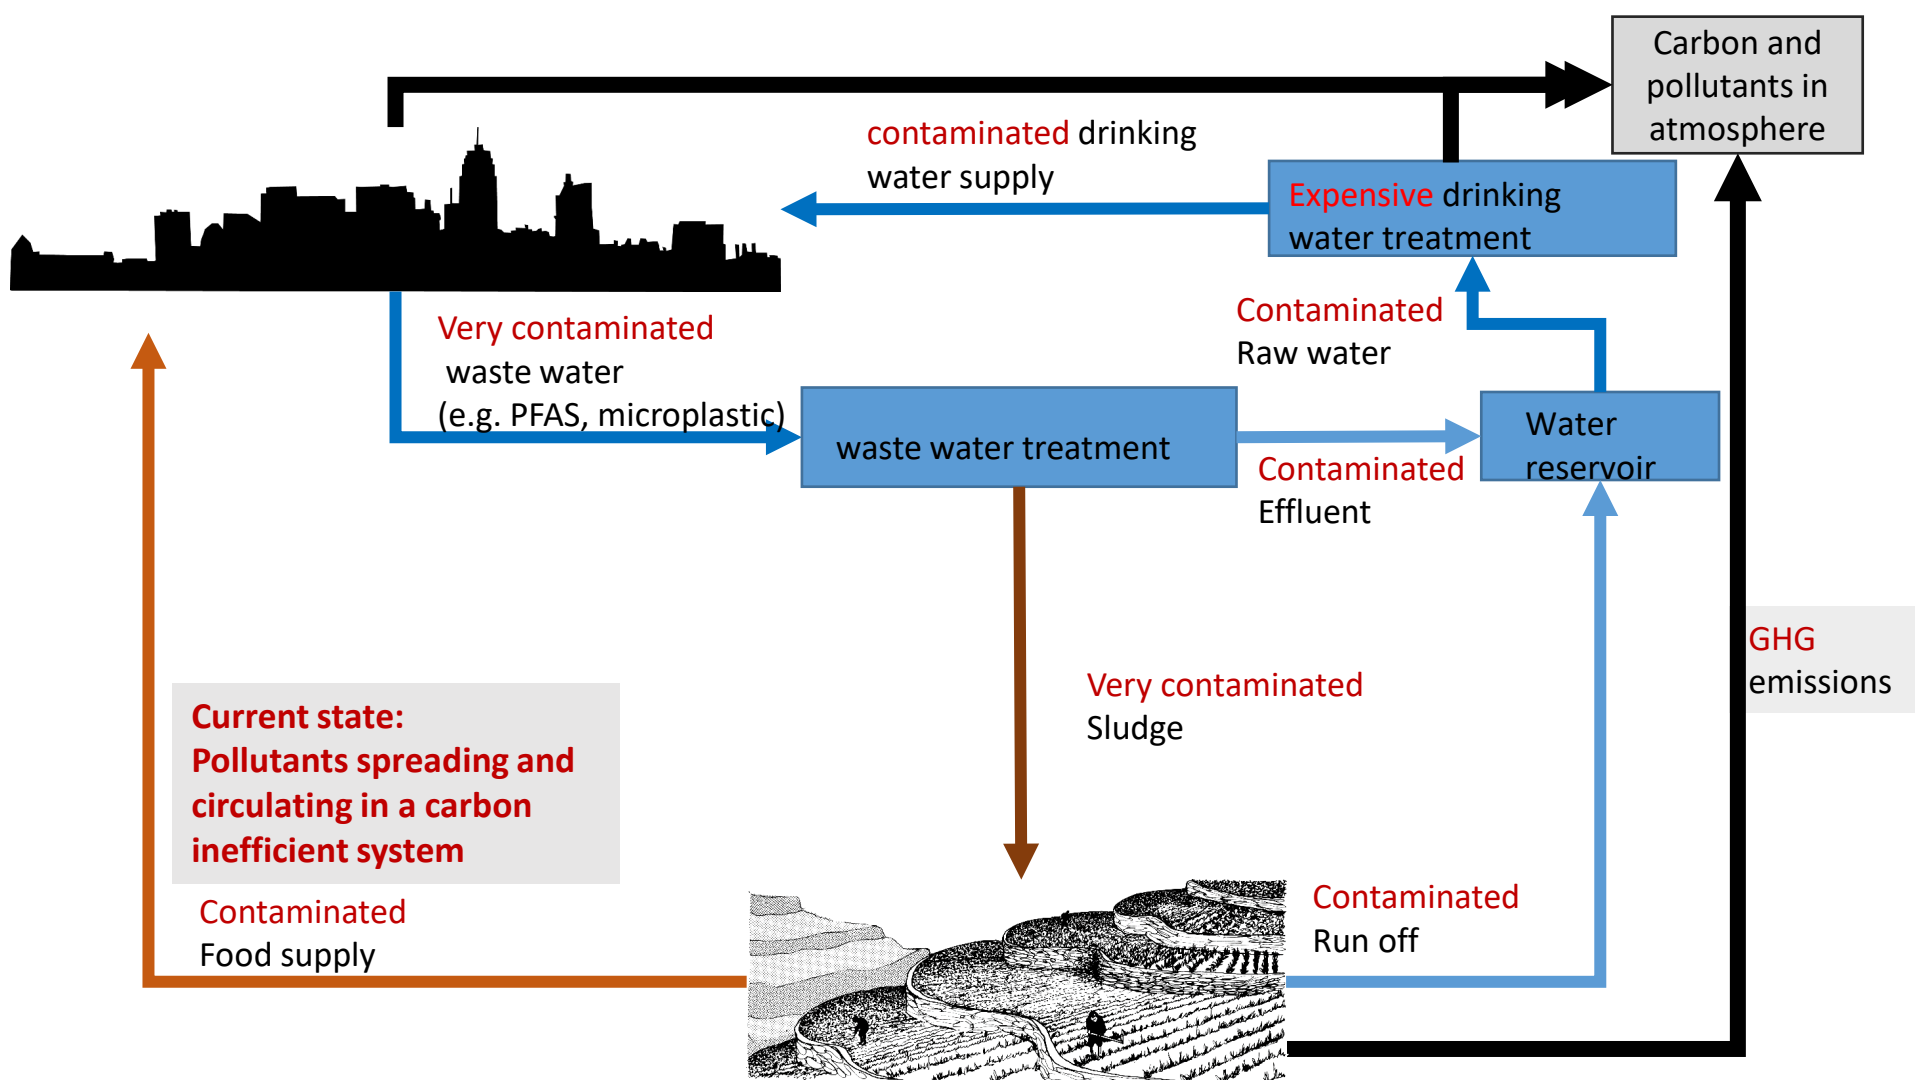 Carbon and
pollutants in
atmosphere
contaminated drinking
water supply
Expensive drinking
water treatment
Very contaminated
waste water
(e.g. PFAS, microplastic)
Contaminated
Raw water
waste water treatment
Water
reservoir
Contaminated
Effluent
GHG
emissions
Very contaminated
Sludge
Current state:
Pollutants spreading and
circulating in a carbon
inefficient system
Contaminated
Food supply
Contaminated
Run off